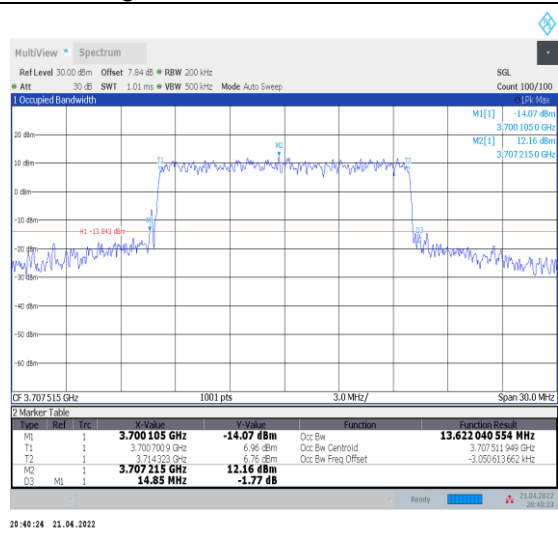 MultiView Spectrum
Ref Level 30.00 dBm Offset 7.84 dB RBW 200 kHz SGL
Att 30 dB SWT 1.01 ms VBW 500 kHz Mode Auto Sweep Count 100/100
1 Occupied Bandwidth 1Pk Max
M1[1] -14.07 dBm
3.700 105 0 GHz
M2[1] 12.16 dBm
3.707 215 0 GHz
20 dBm
M2
10 dBm
T1
0 dBm
-10 dBm
M1
H1 -13.843 dBm
D3
-20 dBm
-30 dBm
-40 dBm
-50 dBm
-60 dBm
CF 3.707 515 GHz 1001 pts 3.0 MHz/ Span 30.0 MHz
2 Marker Table
Type Ref Trc X-Value Y-Value Function Function Result
M1 1 3.700 105 GHz -14.07 dBm Occ Bw 13.622 040 554 MHz
T1 1 3.700 700 9 GHz 6.96 dBm Occ Bw Centroid 3.707 511 949 GHz
T2 1 3.714 323 GHz 6.76 dBm Occ Bw Freq Offset -3.050 613 662 kHz
M2 1 3.707 215 GHz 12.16 dBm
D3 M1 1 14.85 MHz -1.77 dB
Ready 21.04.2022
20:40:23
20:40:24 21.04.2022